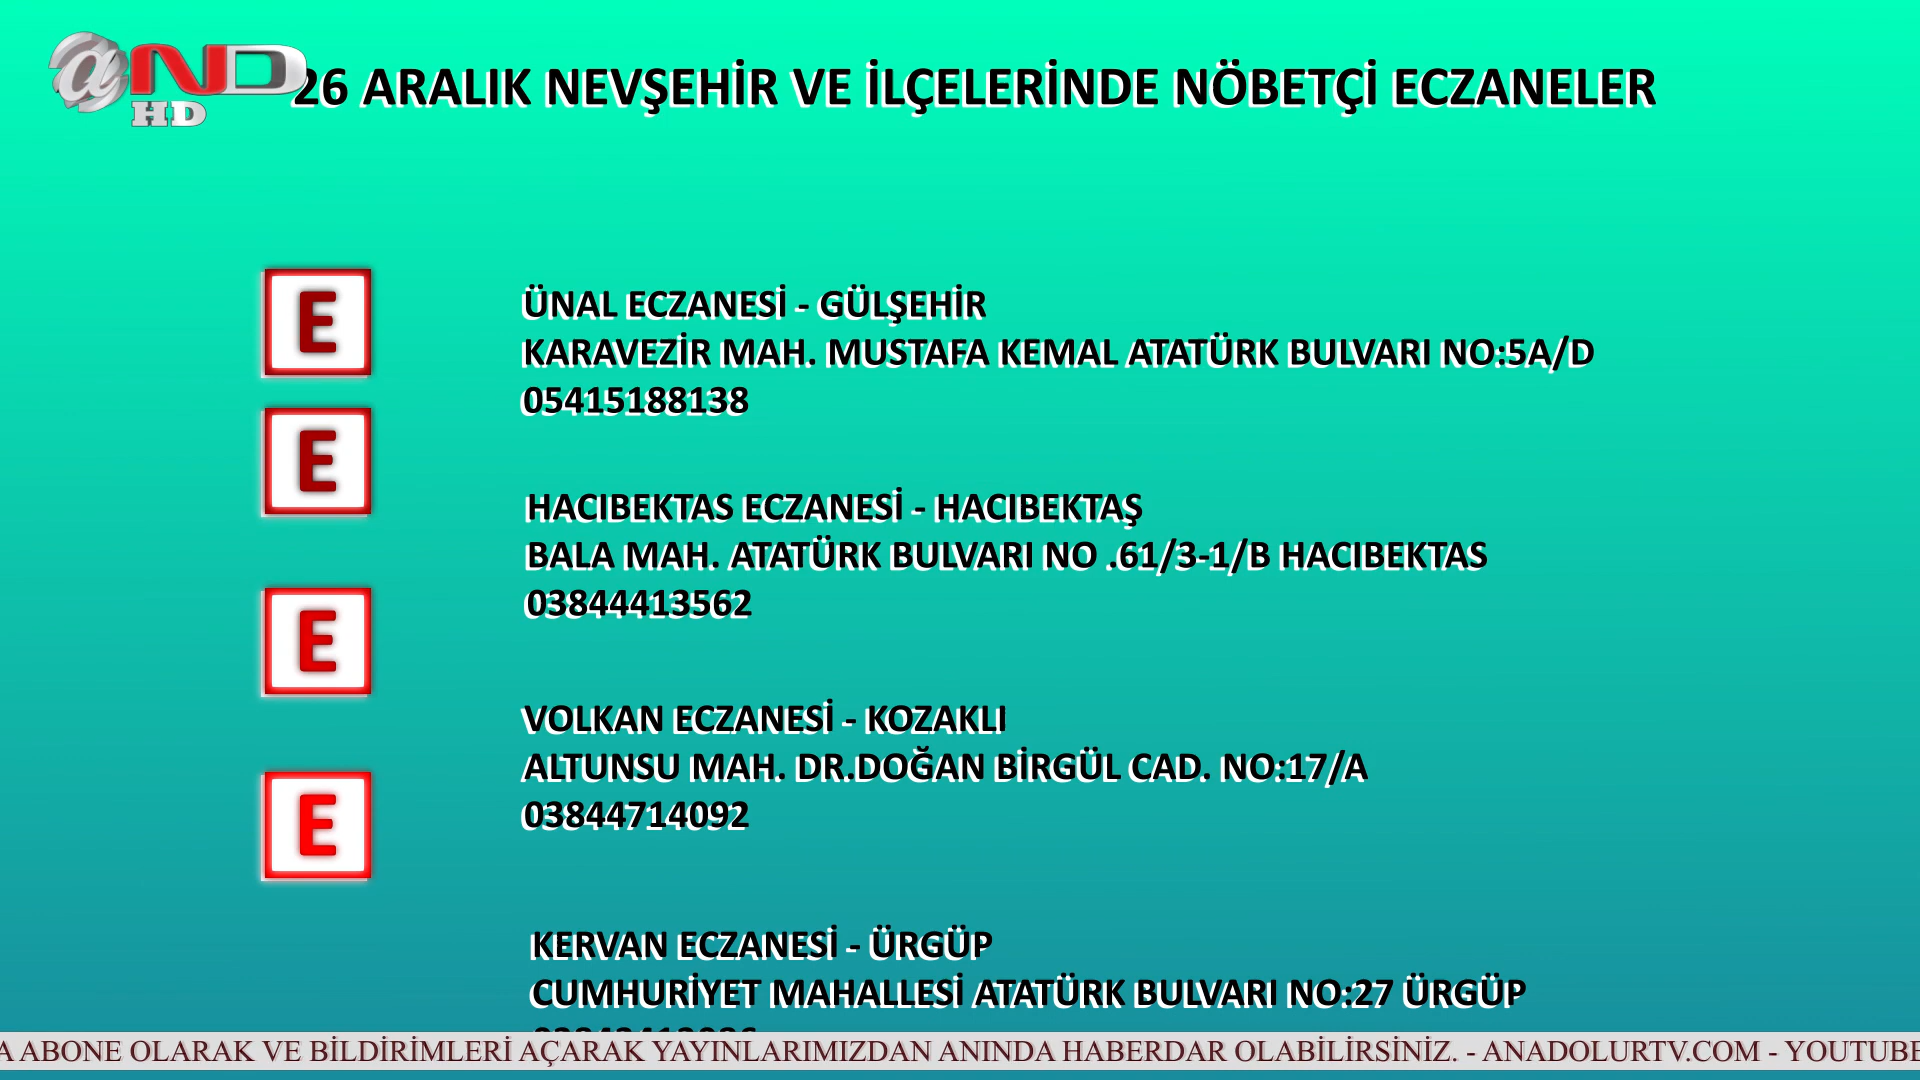 @ND
HD
26 ARALIK NEVŞEHİR VE İLÇELERİNDE NÖBETÇİ ECZANELER
E
ÜNAL ECZANESİ - GÜLŞEHİR
KARAVEZİR MAH. MUSTAFA KEMAL ATATÜRK BULVARI NO:5A/D
05415188138
E
HACIBEKTAS ECZANESİ - HACIBEKTAŞ
BALA MAH. ATATÜRK BULVARI NO .61/3-1/B HACIBEKTAS
03844413562
E
VOLKAN ECZANESİ - KOZAKLI
ALTUNSU MAH. DR.DOĞAN BİRGÜL CAD. NO:17/A
03844714092
E
KERVAN ECZANESİ - ÜRGÜP
CUMHURİYET MAHALLESİ ATATÜRK BULVARI NO:27 ÜRGÜP
A ABONE OLARAK VE BİLDİRİMLERİ AÇARAK YAYINLARIMIZDAN ANINDA HABERDAR OLABİLİRSİNİZ. - ANADOLURTV.COM - YOUTUBE